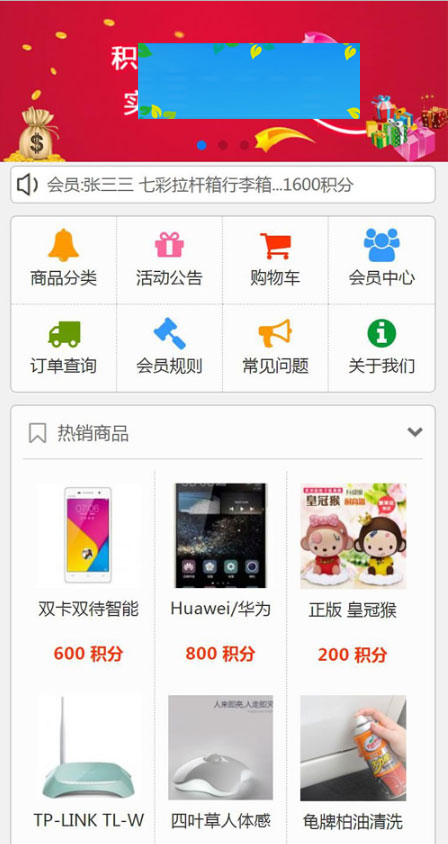 积
实
会员:张三三 七彩拉杆箱行李箱...1600积分
商品分类
活动公告
购物车
会员中心
订单查询
会员规则
常见问题
关于我们
热销商品
07:06
皇冠猴
双卡双待智能
Huawei/华为
正版 皇冠猴
600 积分
800 积分
200 积分
人来即亮,人走即灭
TP-LINK TL-W
四叶草人体感
龟牌柏油清洗